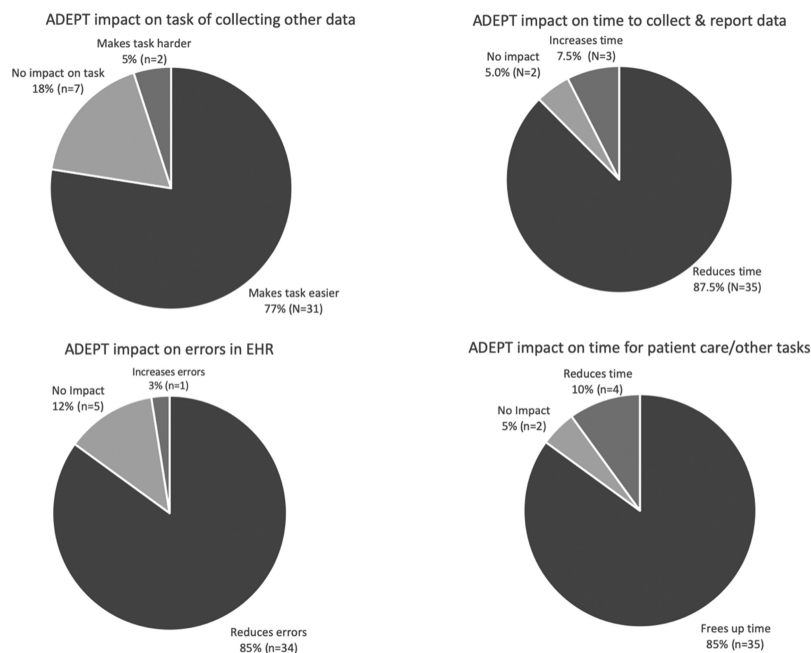 ADEPT impact on task of collecting other data
Makes task harder
5% (n=2)
No impact on task
18% (n=7)
Makes task easier
77% (N=31)
ADEPT impact on time to collect & report data
Increases time
7.5% (N=3)
No impact
5.0% (N=2)
Reduces time
87.5% (N=35)
ADEPT impact on errors in EHR
Increases errors
3% (n=1)
No Impact
12% (n=5)
Reduces errors
85% (n=34)
ADEPT impact on time for patient care/other tasks
Reduces time
10% (n=4)
No Impact
5% (n=2)
Frees up time
85% (n=35)